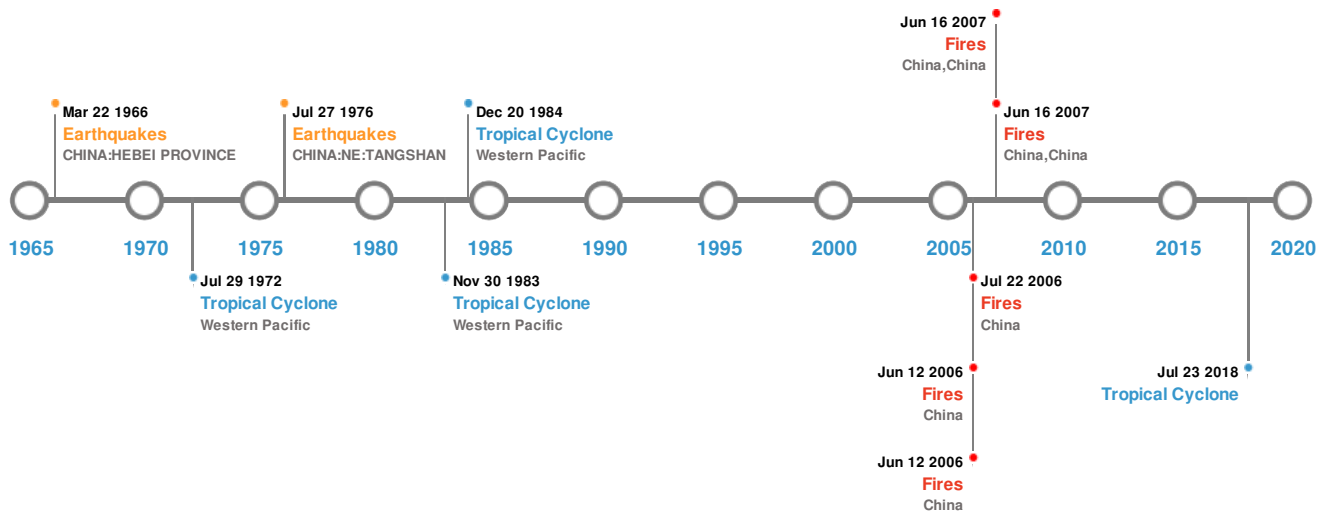 Jun 16 2007
Fires
China,China
Mar 22 1966
Earthquakes
CHINA:HEBEI PROVINCE
Jul 27 1976
Earthquakes
CHINA:NE:TANGSHAN
Dec 20 1984
Tropical Cyclone
Western Pacific
Jun 16 2007
Fires
China,China
1965
1970
1975
1980
1985
1990
1995
2000
2005
2010
2015
2020
Jul 29 1972
Tropical Cyclone
Western Pacific
Nov 30 1983
Tropical Cyclone
Western Pacific
Jul 22 2006
Fires
China
Jun 12 2006
Fires
China
Jul 23 2018
Tropical Cyclone
Jun 12 2006
Fires
China